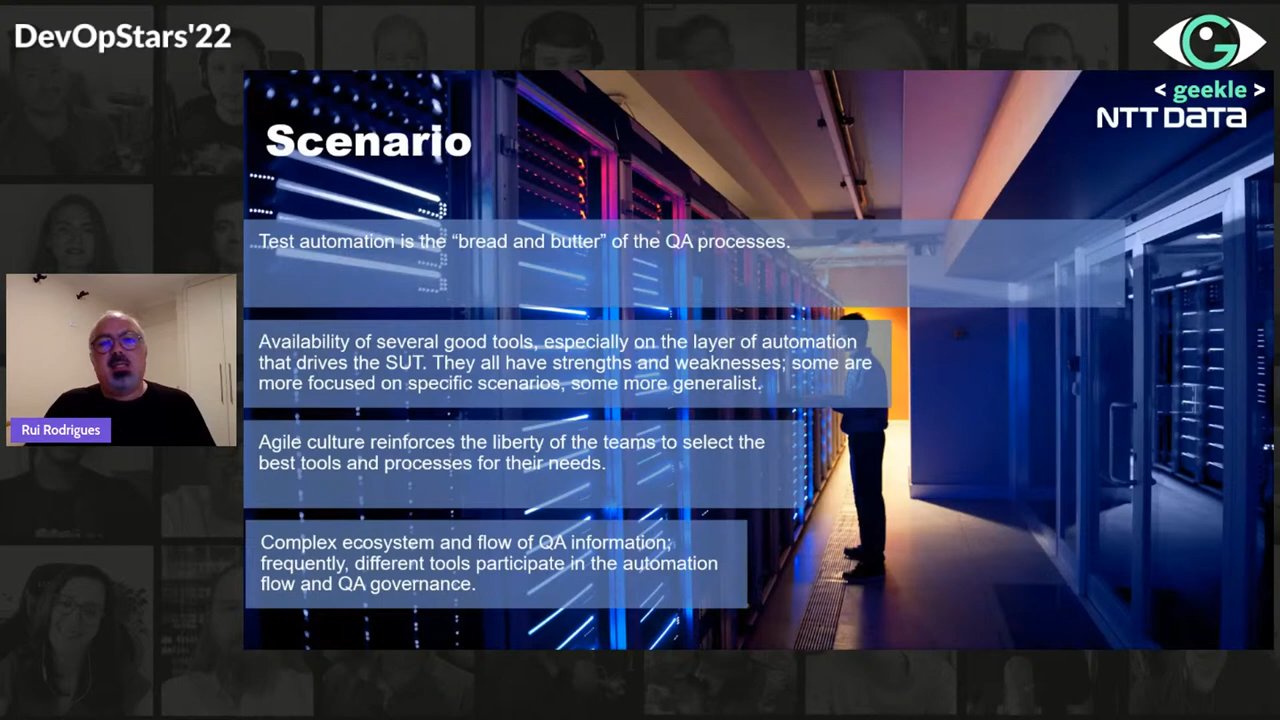 DevOpStars'22
< geekle >
NTT DATA
Scenario
Test automation is the “bread and butter” of the QA processes.
Availability of several good tools, especially on the layer of automation
that drives the SUT. They all have strengths and weaknesses; some are
more focused on specific scenarios, some more generalist.
Agile culture reinforces the liberty of the teams to select the
best tools and processes for their needs.
Complex ecosystem and flow of QA information;
frequently, different tools participate in the automation
flow and QA governance.
Rui Rodrigues